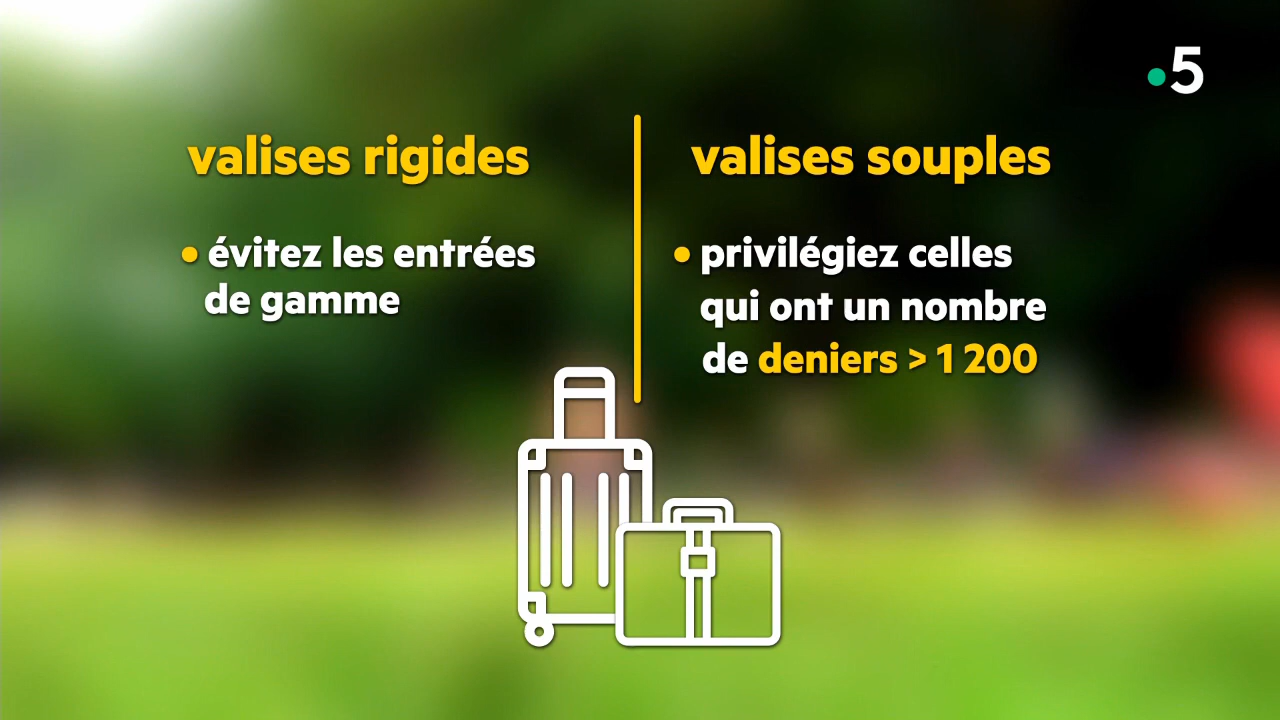 5
valises rigides
• évitez les entrées
de gamme
valises souples
• privilégiez celles
qui ont un nombre
de deniers > 1 200